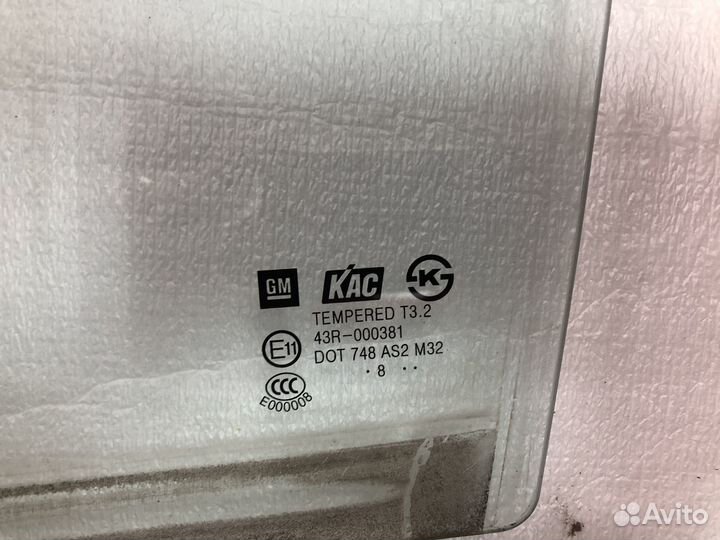 GM KAC K
TEMPERED T3.2
43R-000381
E11
DOT 748 AS2 M32
· 8 ··
CCC
E000008
Avito